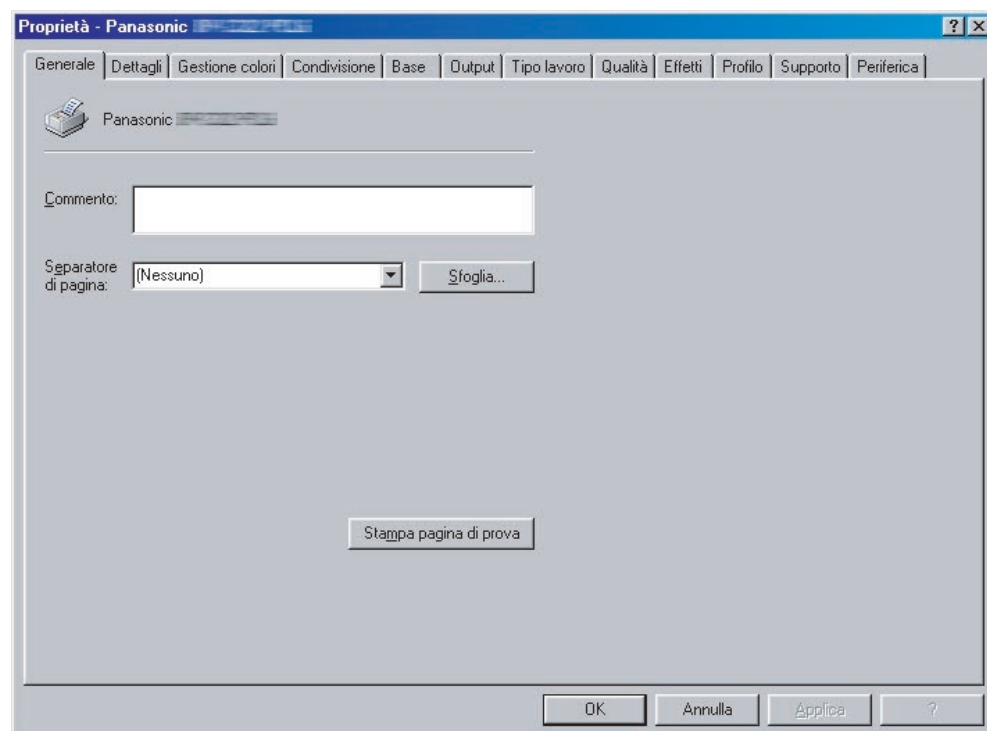 Proprietà - Panasonic
Generale Dettagli Gestione colori Condivisione Base Output Tipo lavoro Qualità Effetti Profilo Supporto Periferica
Panasonic
Commento:
Separatore di pagina:
(Nessuno)
Sfoglia...
Stampa pagina di prova
OK Annulla Applica ?